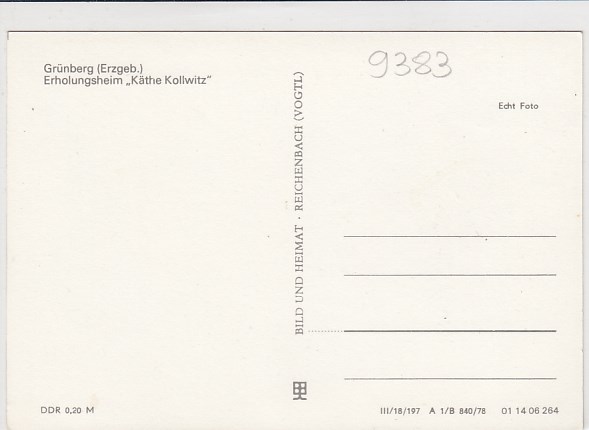 Grünberg (Erzgeb.)
Erholungsheim „Käthe Kollwitz"
9383
Echt Foto
BILD UND HEIMAT · REICHENBACH (VOGTL)
DDR 0,20 M
III/18/197 A 1/B 840/78 01 14 06 264